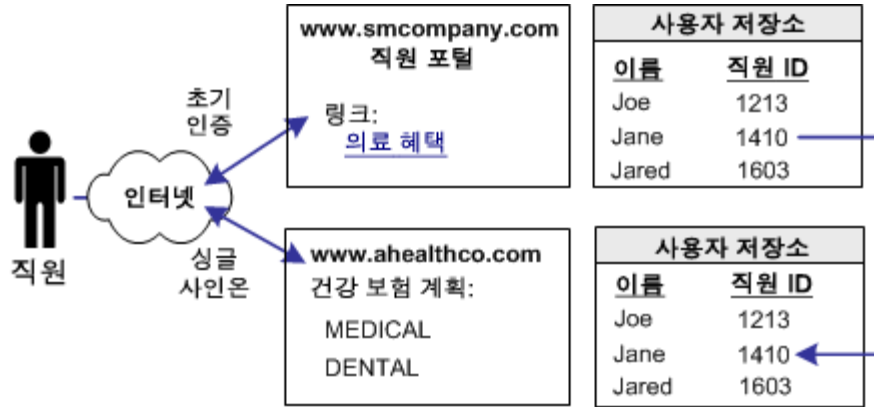 www.smcompany.com
직원 포털
링크:
의료 혜택
사용자 저장소
이름 직원 ID
Joe 1213
Jane 1410
Jared 1603
초기
인증
인터넷
직원
싱글
사인온
www.ahealthco.com
건강 보험 계획:
MEDICAL
DENTAL
사용자 저장소
이름 직원 ID
Joe 1213
Jane 1410
Jared 1603